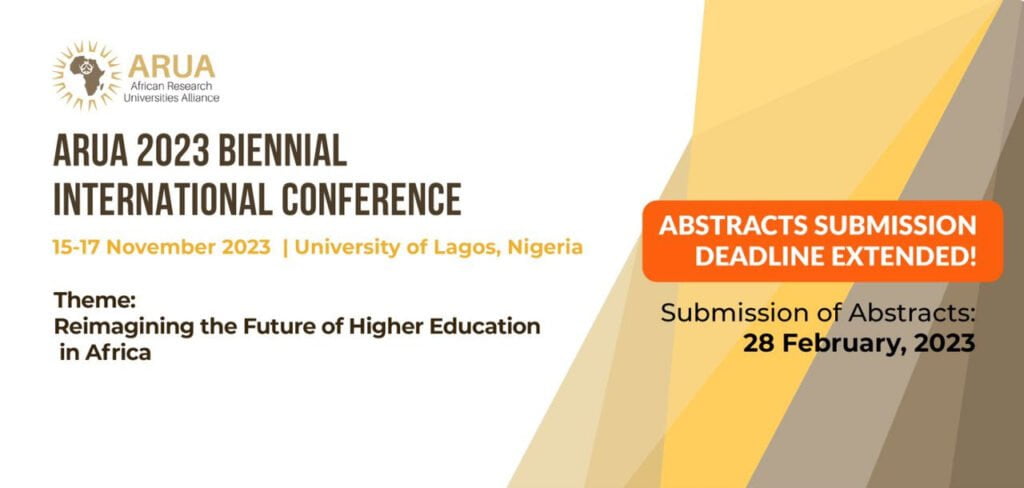 ARUA
African Research
Universities Alliance
ARUA 2023 BIENNIAL
INTERNATIONAL CONFERENCE
15-17 November 2023 | University of Lagos, Nigeria
Theme:
Reimagining the Future of Higher Education
in Africa
ABSTRACTS SUBMISSION
DEADLINE EXTENDED!
Submission of Abstracts:
28 February, 2023